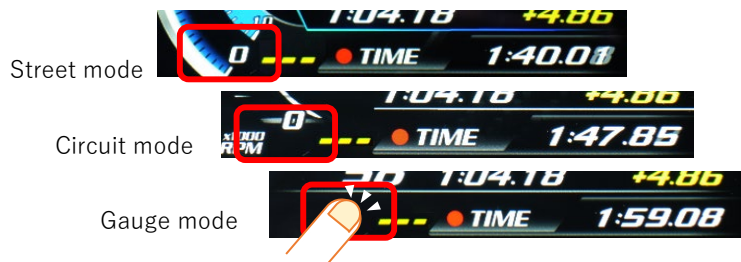 1:04.18 +4.86
Street mode 0 --- TIME
1:04.18 +4.86
0
x1000
Circuit mode RPM --- TIME 1:47.85
1:04.18 +4.86
Gauge mode --- TIME 1:59.08